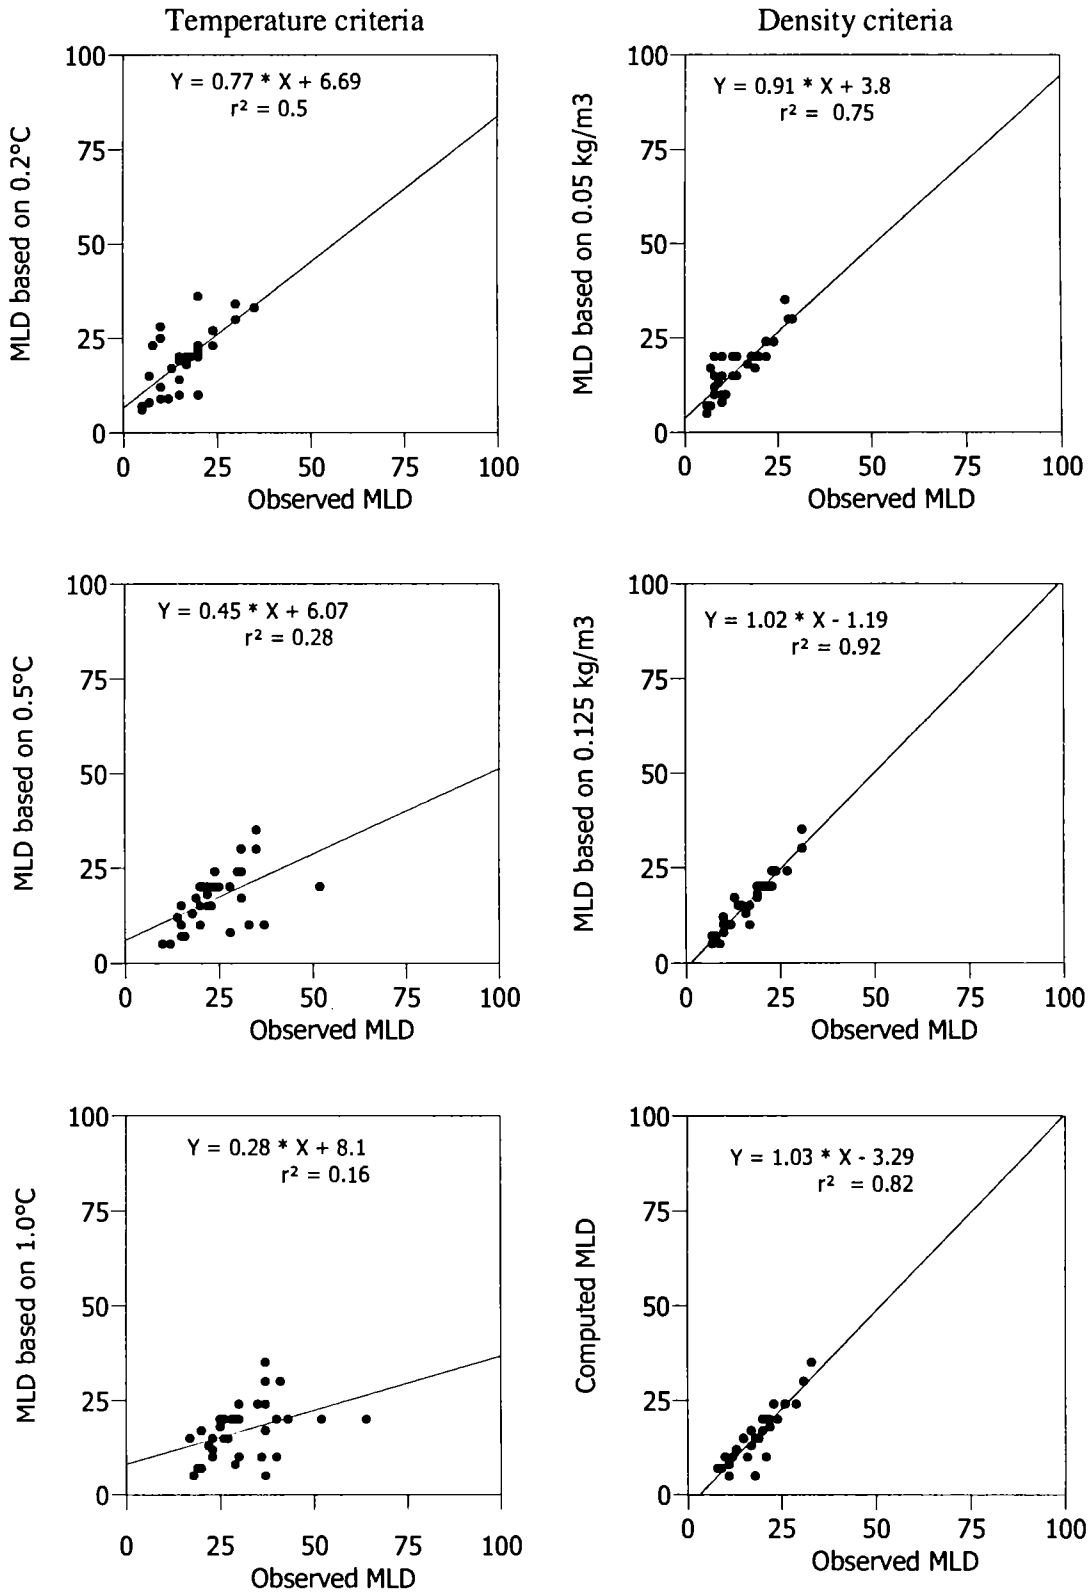 Temperature criteria
Density criteria
MLD based on 0.2°C
100
75
50
25
0
Y = 0.77 * X + 6.69
r² = 0.5
0 25 50 75 100
Observed MLD
MLD based on 0.05 kg/m3
100
75
50
25
0
Y = 0.91 * X + 3.8
r² = 0.75
0 25 50 75 100
Observed MLD
MLD based on 0.5°C
100
75
50
25
0
Y = 0.45 * X + 6.07
r² = 0.28
0 25 50 75 100
Observed MLD
MLD based on 0.125 kg/m3
100
75
50
25
0
Y = 1.02 * X - 1.19
r² = 0.92
0 25 50 75 100
Observed MLD
MLD based on 1.0°C
100
75
50
25
0
Y = 0.28 * X + 8.1
r² = 0.16
0 25 50 75 100
Observed MLD
Computed MLD
100
75
50
25
0
Y = 1.03 * X - 3.29
r² = 0.82
0 25 50 75 100
Observed MLD